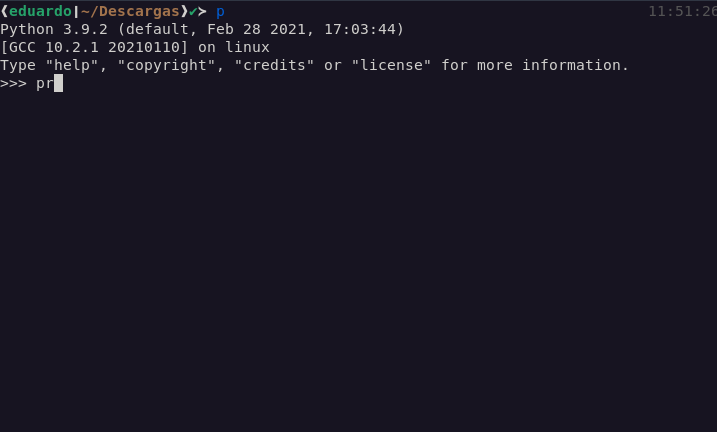 ❪eduardo|~/Descargas❫✔➤ p 11:51:26
Python 3.9.2 (default, Feb 28 2021, 17:03:44)
[GCC 10.2.1 20210110] on linux
Type "help", "copyright", "credits" or "license" for more information.
>>> pr